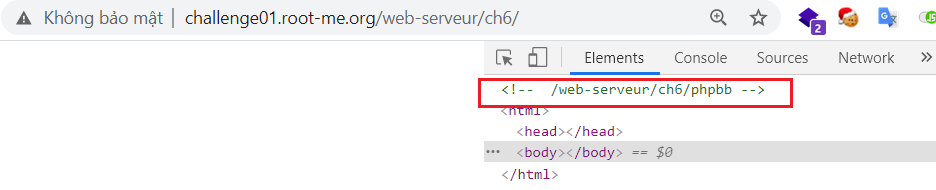 Không bảo mật | challenge01.root-me.org/web-serveur/ch6/
2
Elements Console Sources Network »
<!--  /web-serveur/ch6/phpbb -->
<html>
<head></head>
••• <body></body> == $0
</html>